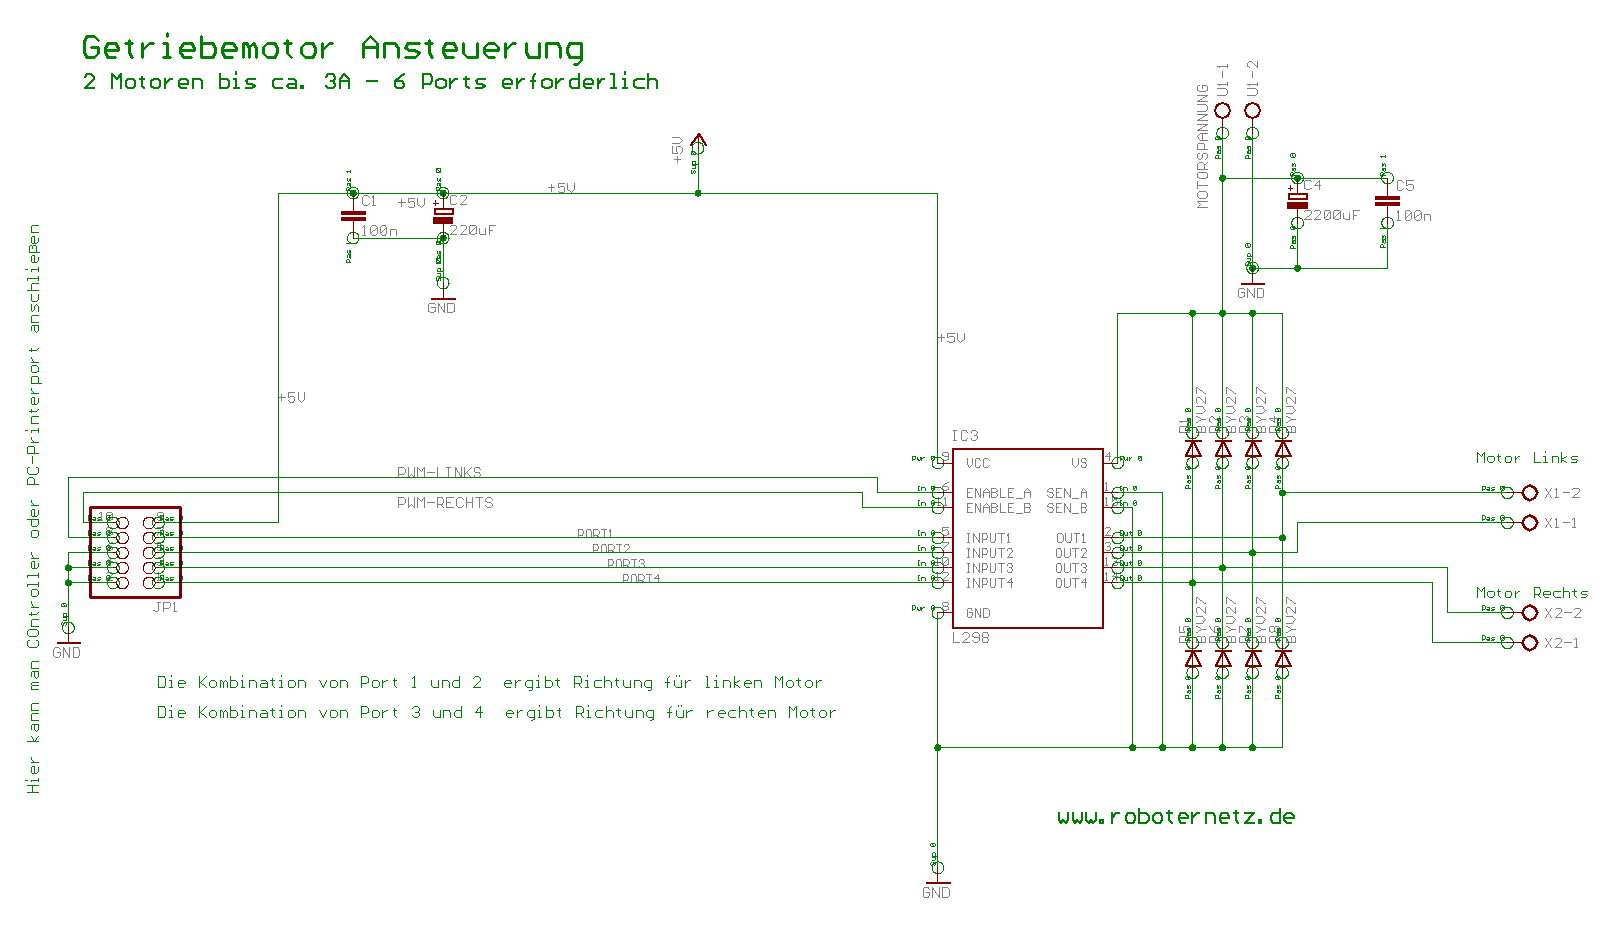 Getriebemotor Ansteuerung
2 Motoren bis ca. 3A - 6 Ports erforderlich
Hier kann man COntroller oder PC-Printerport anschließen
MOTORSPANNUNG
U1-1
U1-2
+5V
+5V
+5V
+5V
+5V
C1
100n
C2
220uF
GND
C4
2200uF
C5
100n
GND
IC3
VCC
VS
ENABLE_A
SEN_A
ENABLE_B
SEN_B
INPUT1
OUT1
INPUT2
OUT2
INPUT3
OUT3
INPUT4
OUT4
GND
L298
PWM-LINKS
PWM-RECHTS
PORT1
PORT2
PORT3
PORT4
JP1
GND
D1
BYV27
D2
BYV27
D3
BYV27
D4
BYV27
D5
BYV27
D6
BYV27
D7
BYV27
D8
BYV27
Motor Links
X1-2
X1-1
Motor Rechts
X2-2
X2-1
Die Kombination von Port 1 und 2 ergibt Richtung für linken Motor
Die Kombination von Port 3 und 4 ergibt Richtung für rechten Motor
www.roboternetz.de
GND